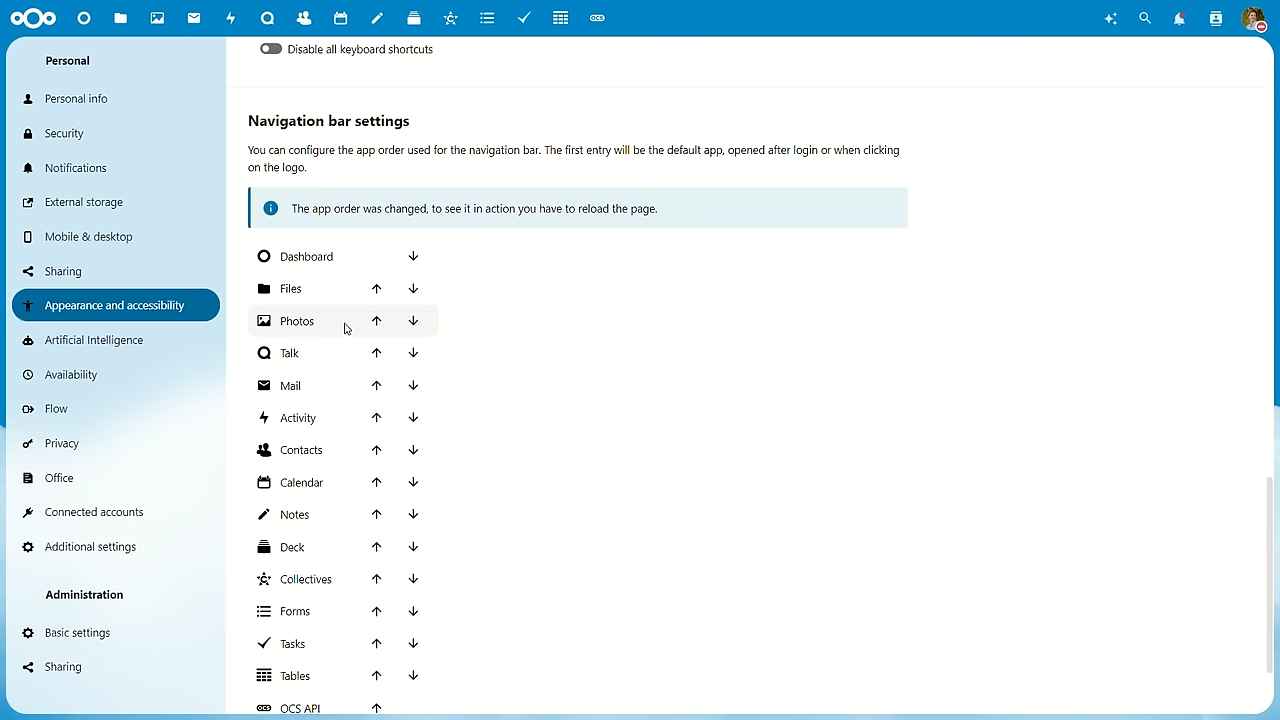 Personal
Personal info
Security
Notifications
External storage
Mobile & desktop
Sharing
Appearance and accessibility
Artificial Intelligence
Availability
Flow
Privacy
Office
Connected accounts
Additional settings
Administration
Basic settings
Sharing
Disable all keyboard shortcuts
Navigation bar settings
You can configure the app order used for the navigation bar. The first entry will be the default app, opened after login or when clicking
on the logo.
The app order was changed, to see it in action you have to reload the page.
Dashboard
Files
Photos
Talk
Mail
Activity
Contacts
Calendar
Notes
Deck
Collectives
Forms
Tasks
Tables
OCS API